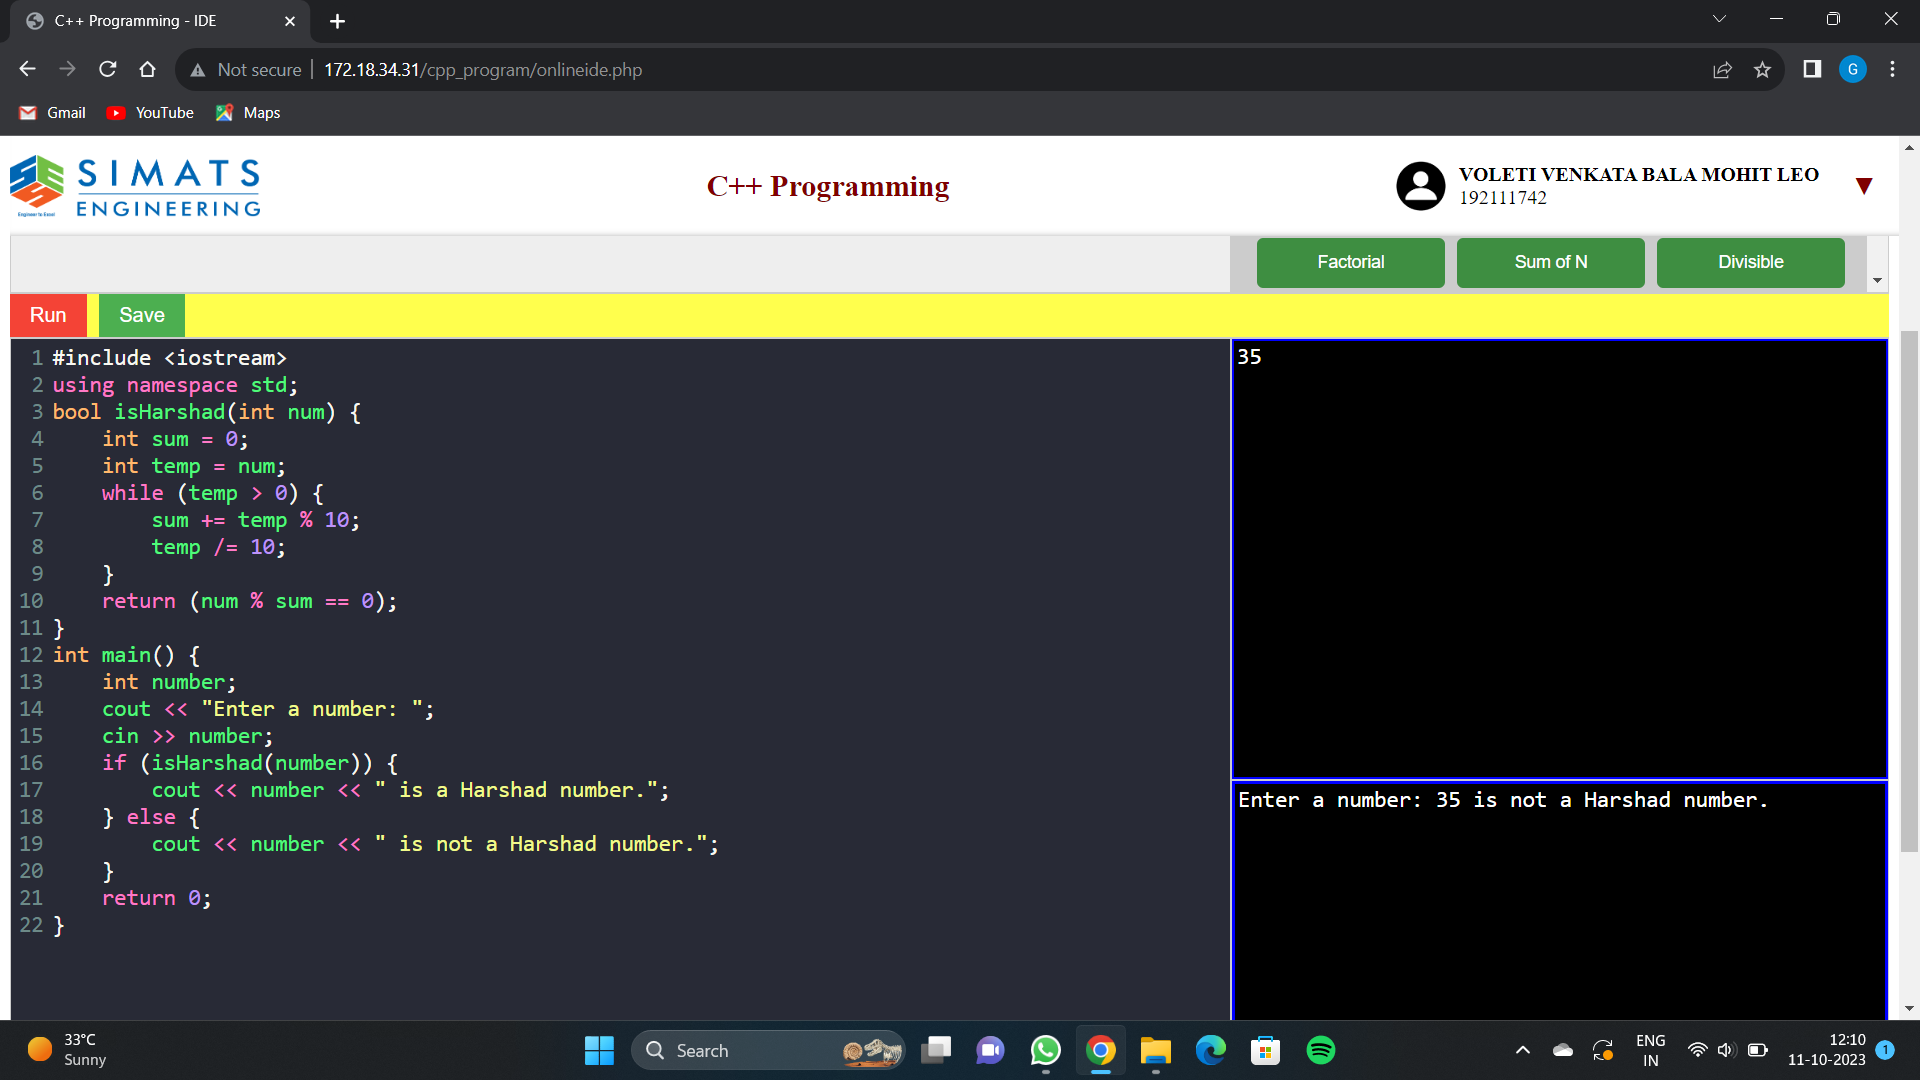 C++ Programming - IDE
Not secure
172.18.34.31/cpp_program/onlineide.php
G
Gmail
YouTube
Maps
SIMATS
ENGINEERING
Engineer to Excel
C++ Programming
VOLETI VENKATA BALA MOHIT LEO
192111742
Factorial
Sum of N
Divisible
Run
Save
1 #include <iostream>
2 using namespace std;
3 bool isHarshad(int num) {
4     int sum = 0;
5     int temp = num;
6     while (temp > 0) {
7         sum += temp % 10;
8         temp /= 10;
9     }
10     return (num % sum == 0);
11 }
12 int main() {
13     int number;
14     cout << "Enter a number: ";
15     cin >> number;
16     if (isHarshad(number)) {
17         cout << number << " is a Harshad number.";
18     } else {
19         cout << number << " is not a Harshad number.";
20     }
21     return 0;
22 }
35
Enter a number: 35 is not a Harshad number.
33°C
Sunny
Search
ENG
IN
12:10
11-10-2023
1